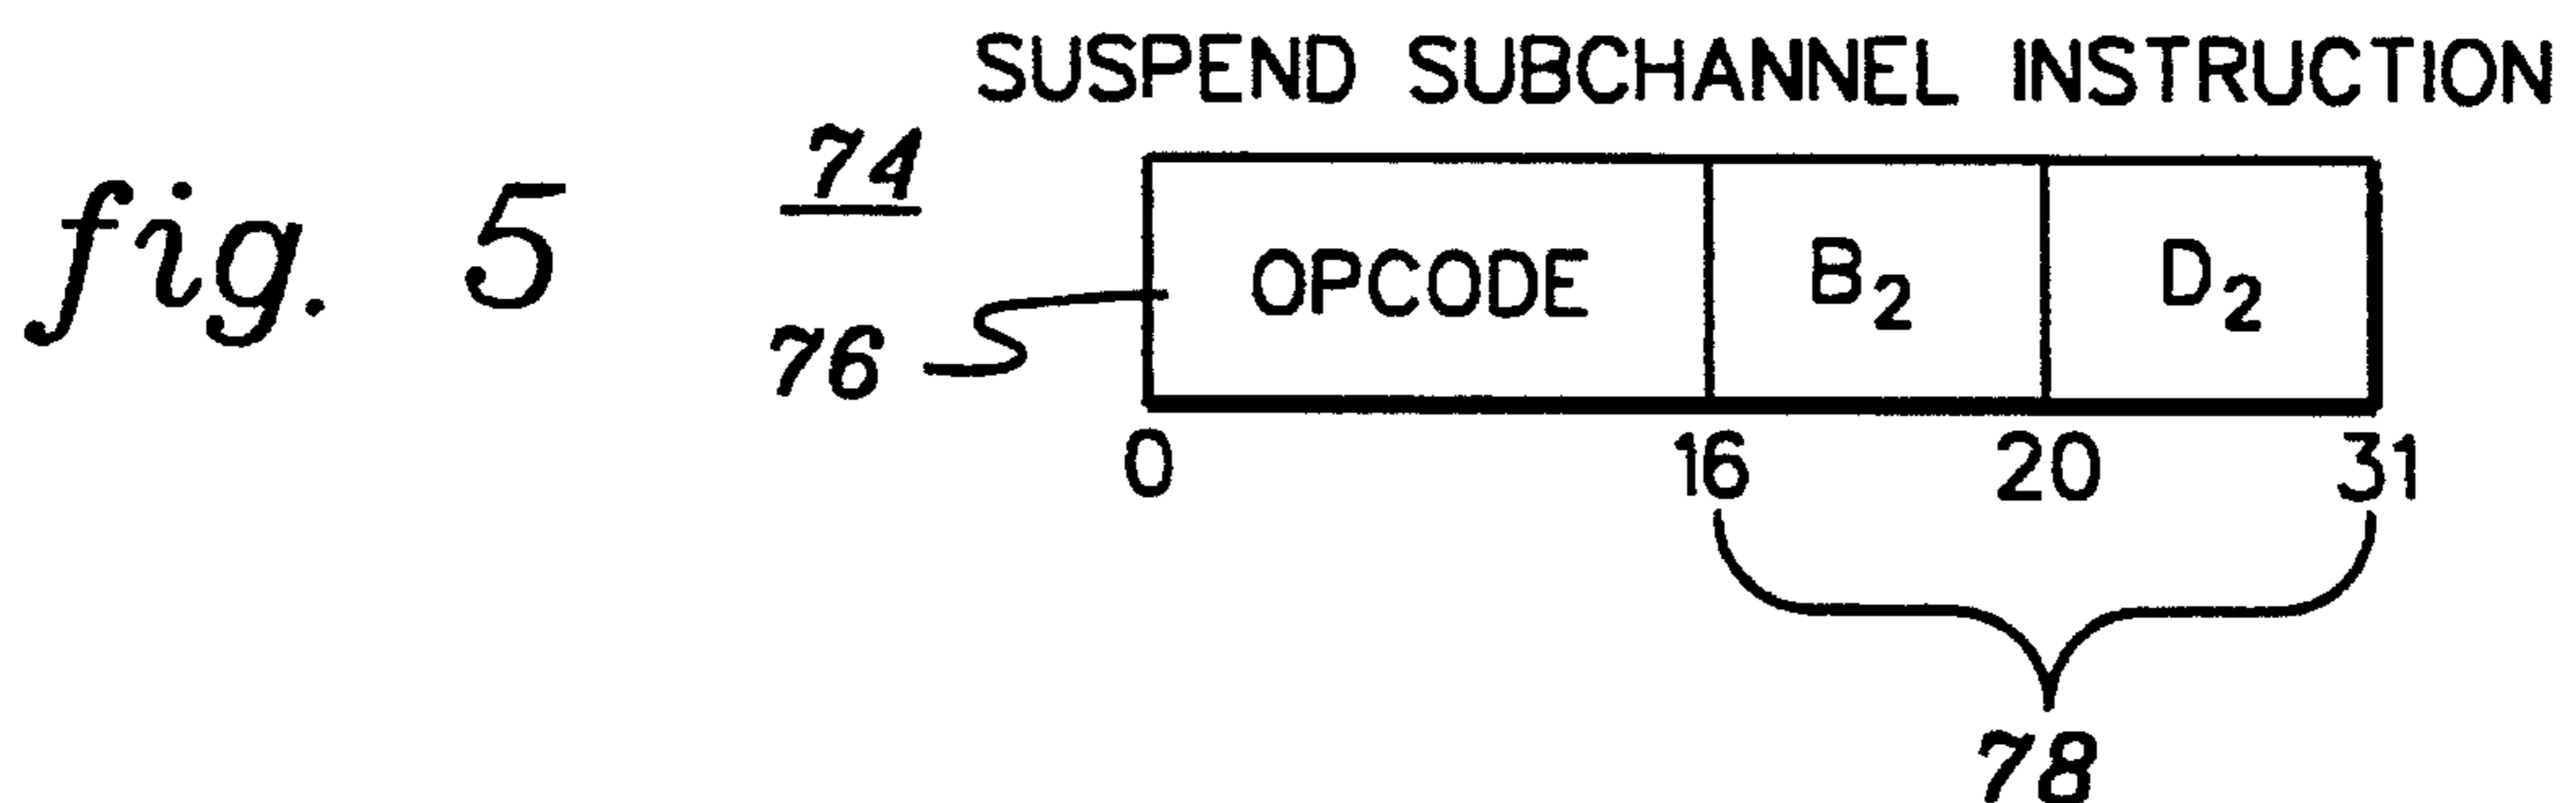 SUSPEND SUBCHANNEL INSTRUCTION
fig. 5
74
76
OPCODE B₂ D₂
0 16 20 31
78